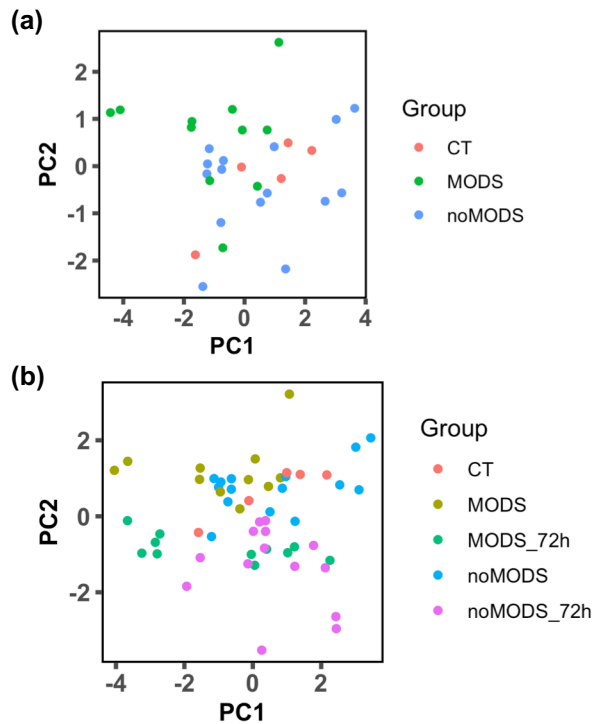 (a)
PC2
2
1
0
-1
-2
-4 -2 0 2 4
PC1
Group
CT
MODS
noMODS
(b)
PC2
2
0
-2
-4 -2 0 2
PC1
Group
CT
MODS
MODS_72h
noMODS
noMODS_72h